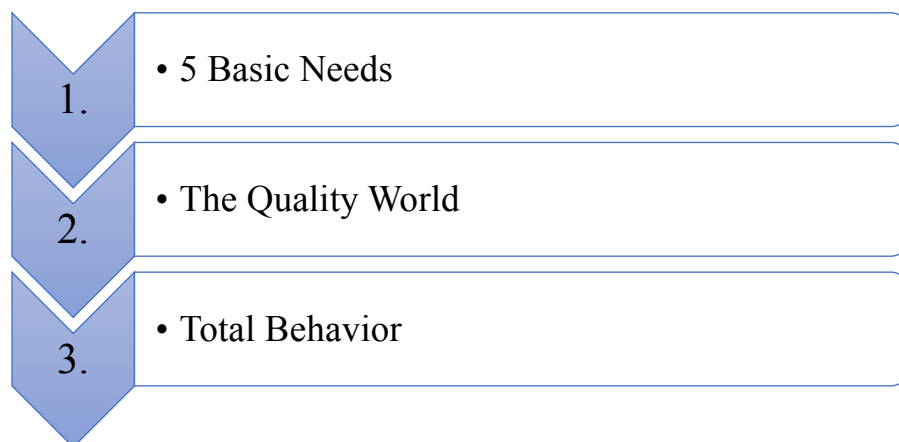 1.
• 5 Basic Needs
2.
• The Quality World
3.
• Total Behavior